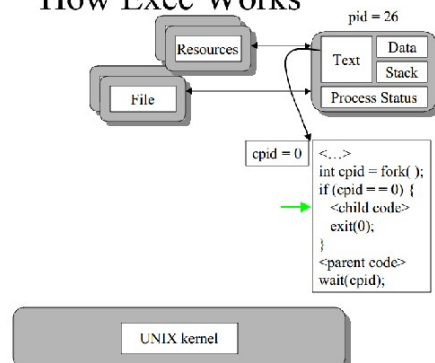 How Exec Works
pid = 26
Resources
Text
Data
Stack
File
Process Status
cpid = 0
<...>
int cpid = fork( );
if (cpid = = 0) {
<child code>
exit(0);
}
<parent code>
wait(cpid);
UNIX kernel